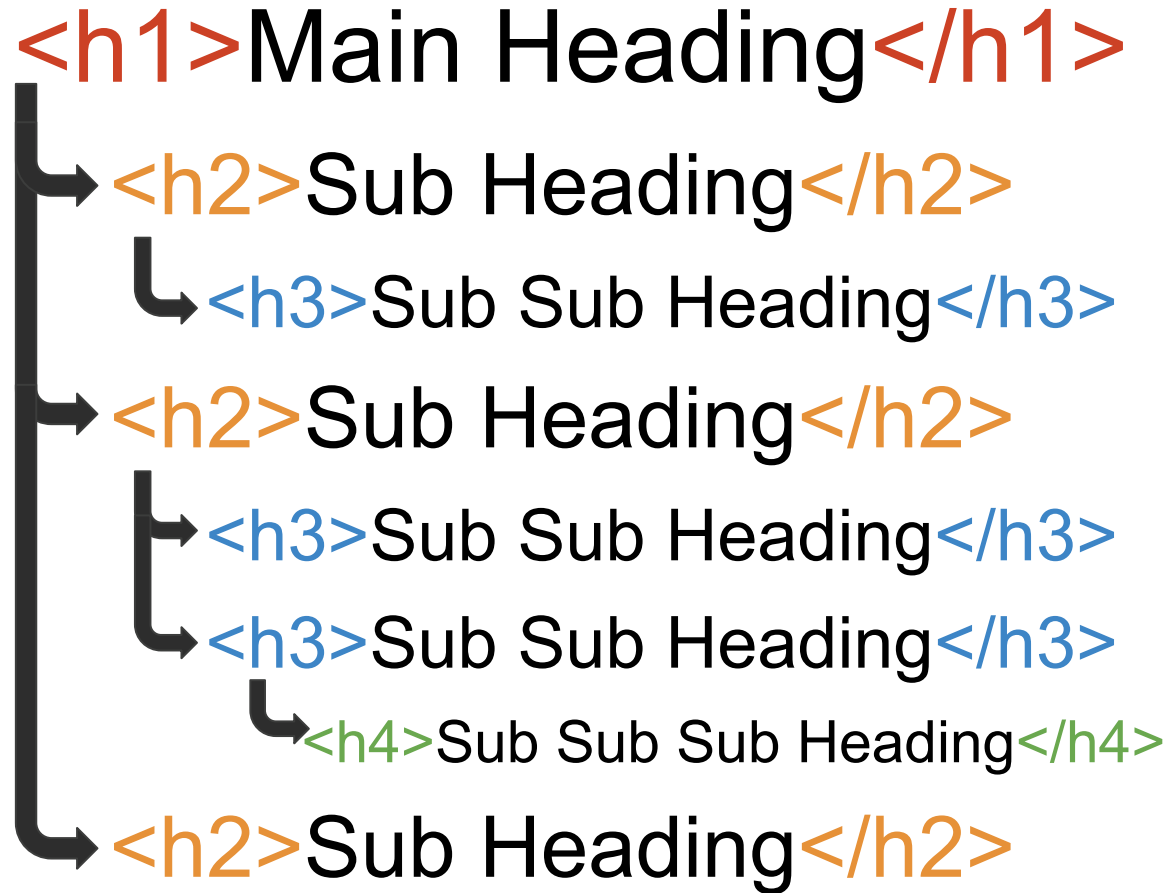 <h1>Main Heading</h1>
<h2>Sub Heading</h2>
<h3>Sub Sub Heading</h3>
<h2>Sub Heading</h2>
<h3>Sub Sub Heading</h3>
<h3>Sub Sub Heading</h3>
<h4>Sub Sub Sub Heading</h4>
<h2>Sub Heading</h2>